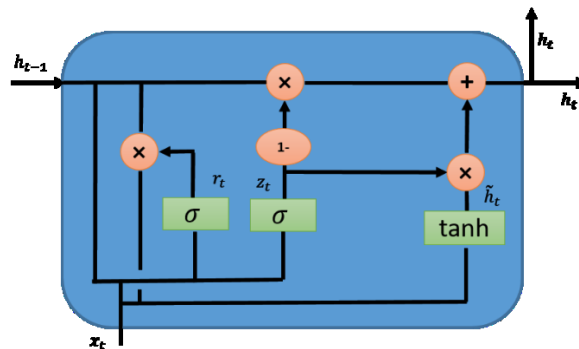 h_t
h_{t-1}
×
+
h_t
1-
×
r_t
z_t
×
h̃_t
σ
σ
tanh
x_t